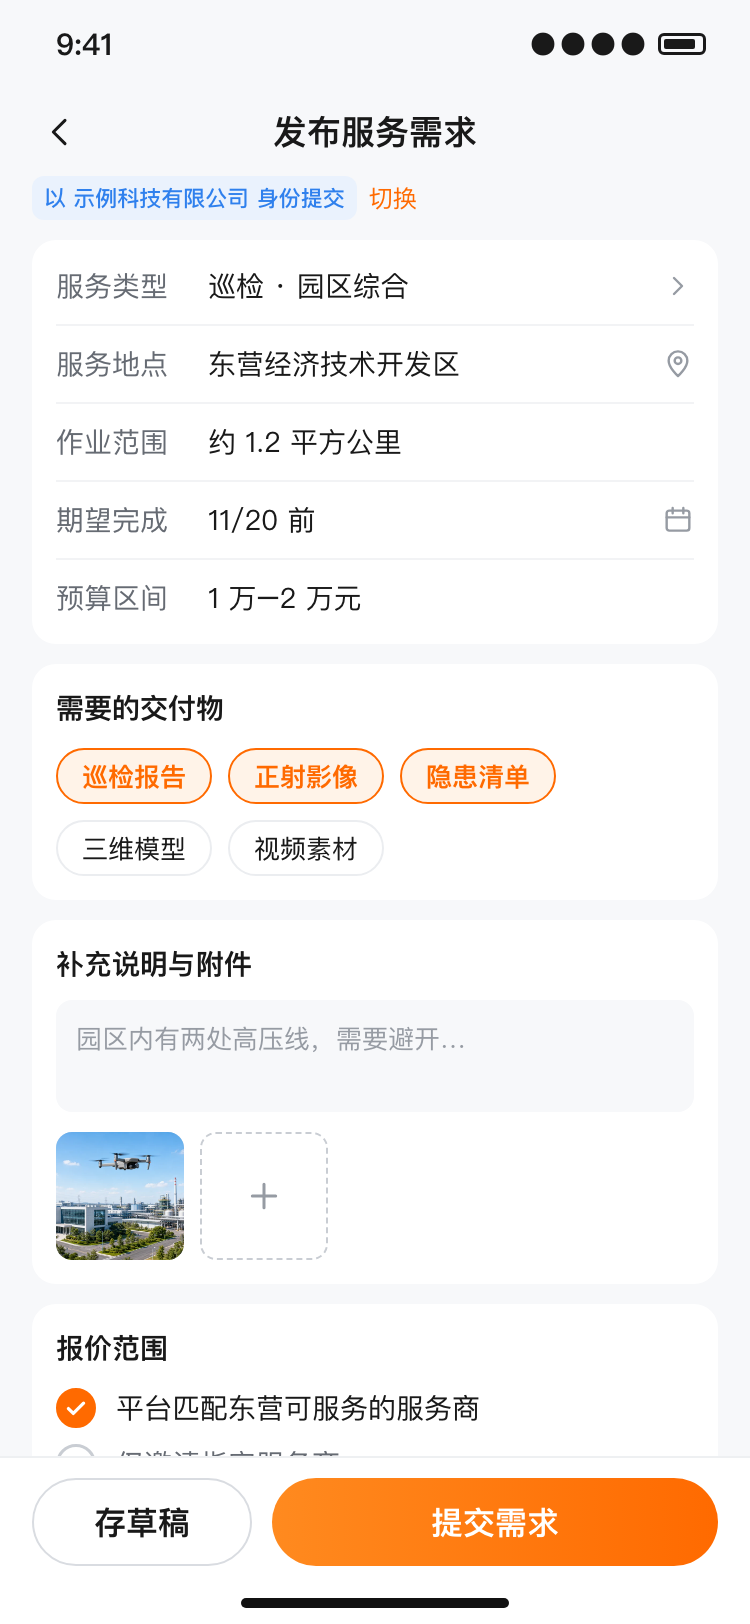 9:41
发布服务需求
以 示例科技有限公司 身份提交 切换
服务类型 巡检 · 园区综合
服务地点 东营经济技术开发区
作业范围 约 1.2 平方公里
期望完成 11/20 前
预算区间 1 万—2 万元
需要的交付物
巡检报告 正射影像 隐患清单
三维模型 视频素材
补充说明与附件
园区内有两处高压线，需要避开...
报价范围
平台匹配东营可服务的服务商
存草稿 提交需求